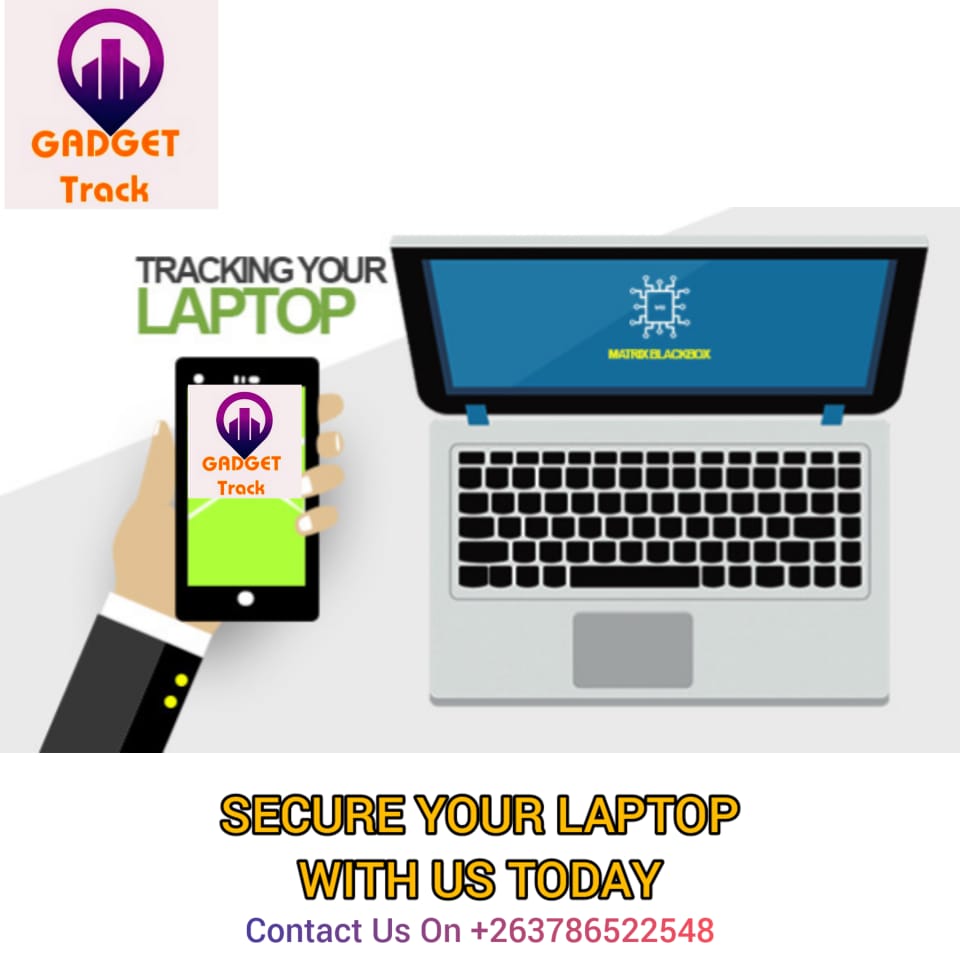 GADGET
Track
TRACKING YOUR
LAPTOP
MATRIX BLACKBOX
GADGET
Track
SECURE YOUR LAPTOP
WITH US TODAY
Contact Us On +263786522548